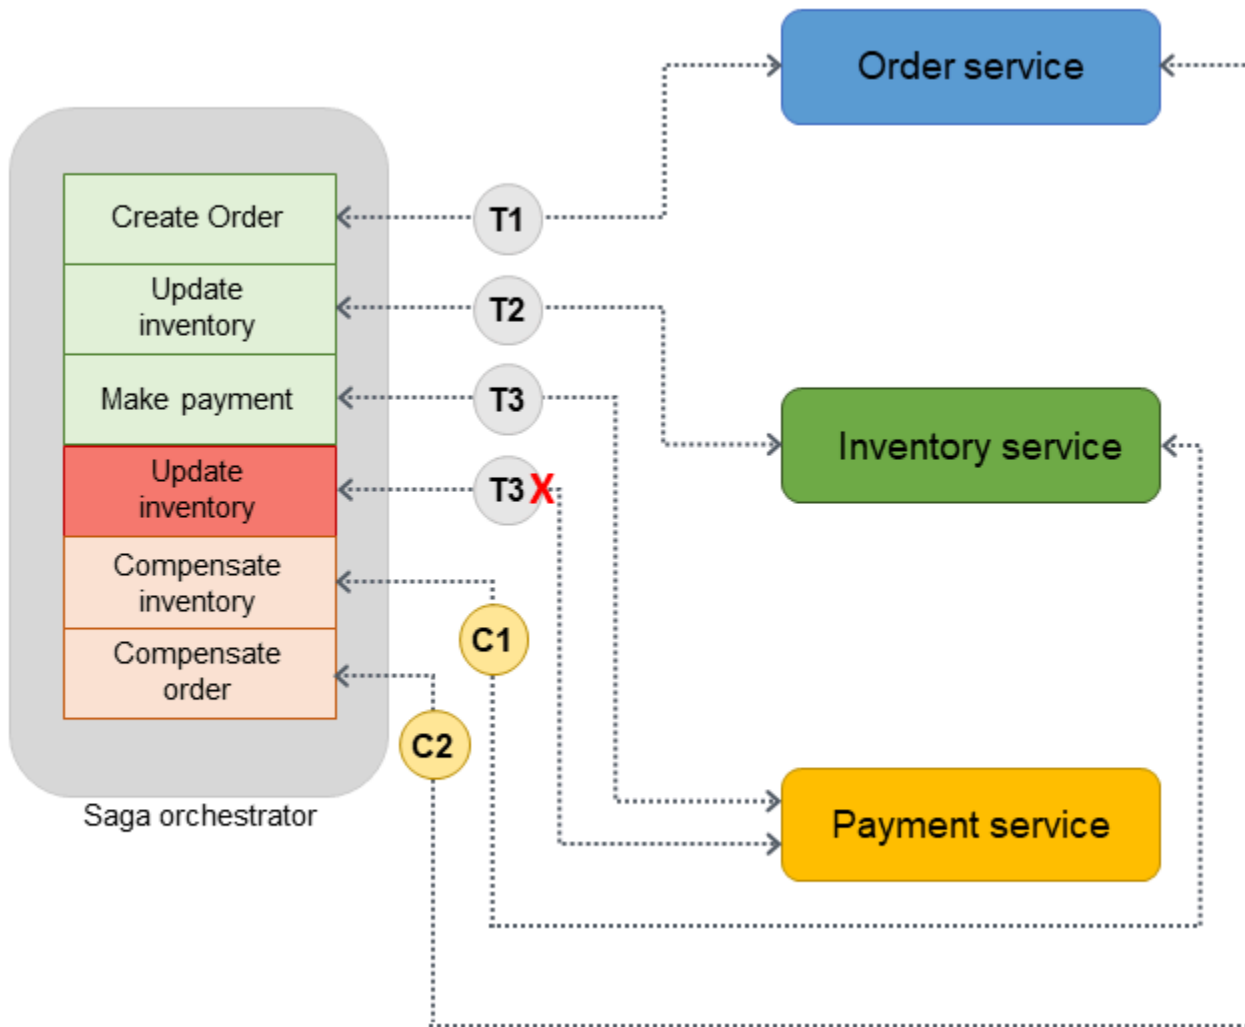 Order service
Create Order
T1
Update
inventory
T2
Make payment
T3
Inventory service
Update
inventory
T3 X
Compensate
inventory
C1
Compensate
order
C2
Saga orchestrator
Payment service